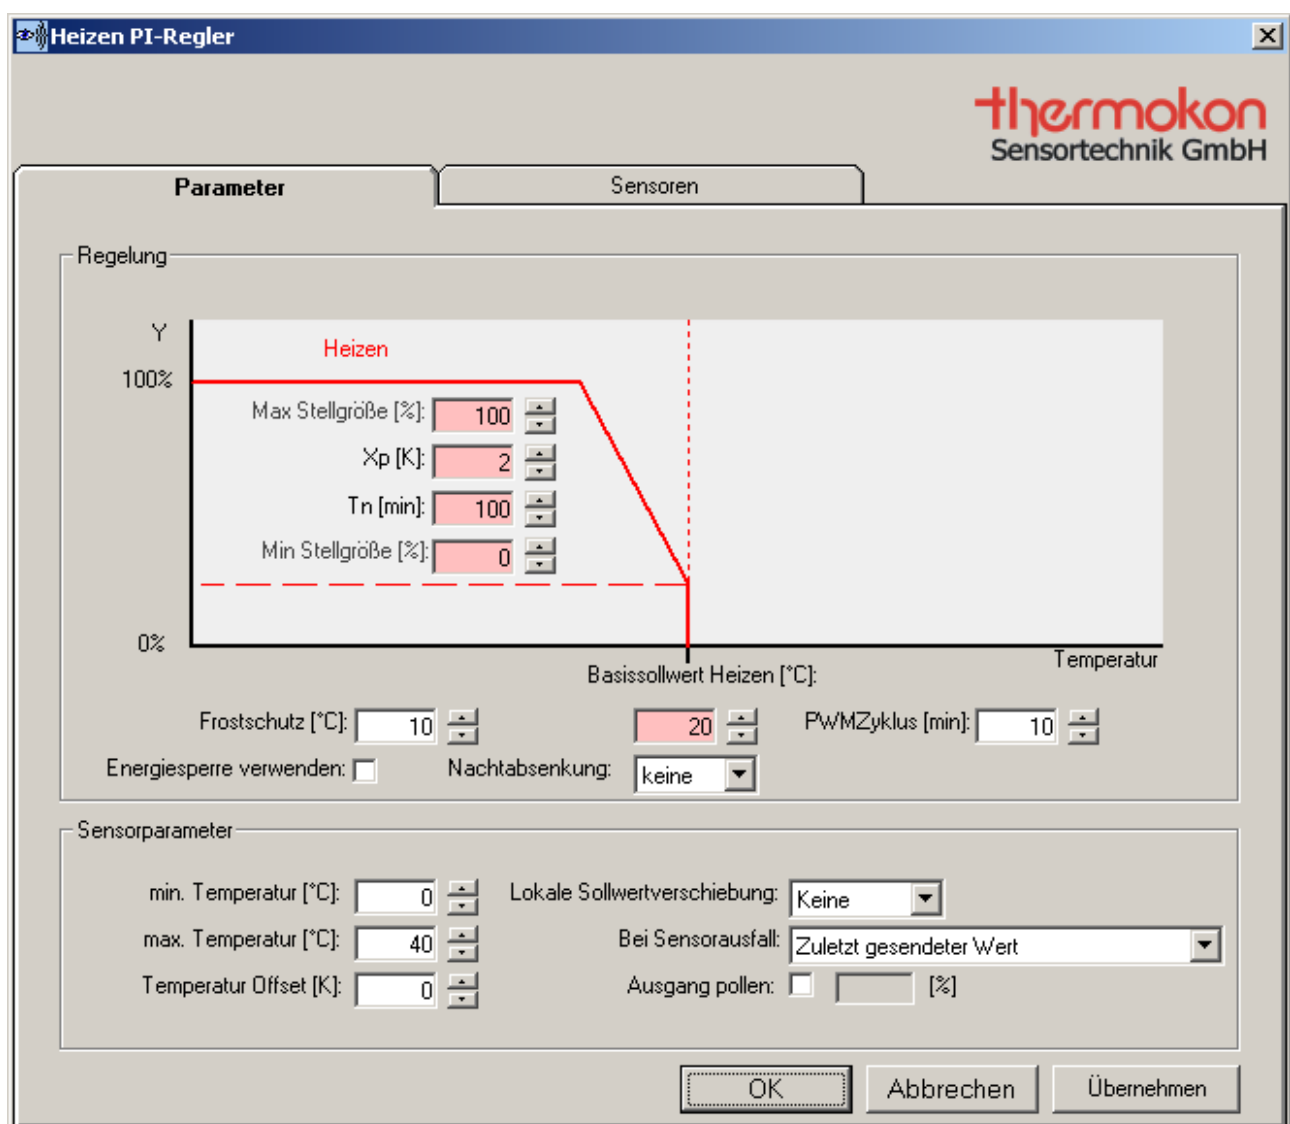 Heizen PI-Regler
thermokon
Sensortechnik GmbH
Parameter
Sensoren
Regelung
Y
Heizen
100%
Max Stellgröße [%]: 100
Xp [K]: 2
Tn [min]: 100
Min Stellgröße [%]: 0
0%
Temperatur
Basissollwert Heizen [°C]:
Frostschutz [°C]: 10
20
PWMZyklus [min]: 10
Energiesperre verwenden:
Nachtabsenkung: keine
Sensorparameter
min. Temperatur [°C]: 0
Lokale Sollwertverschiebung: Keine
max. Temperatur [°C]: 40
Bei Sensorausfall: Zuletzt gesendeter Wert
Temperatur Offset [K]: 0
Ausgang pollen: [%]
OK
Abbrechen
Übernehmen